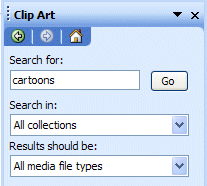 Clip Art
Search for:
cartoons
Go
Search in:
All collections
Results should be:
All media file types